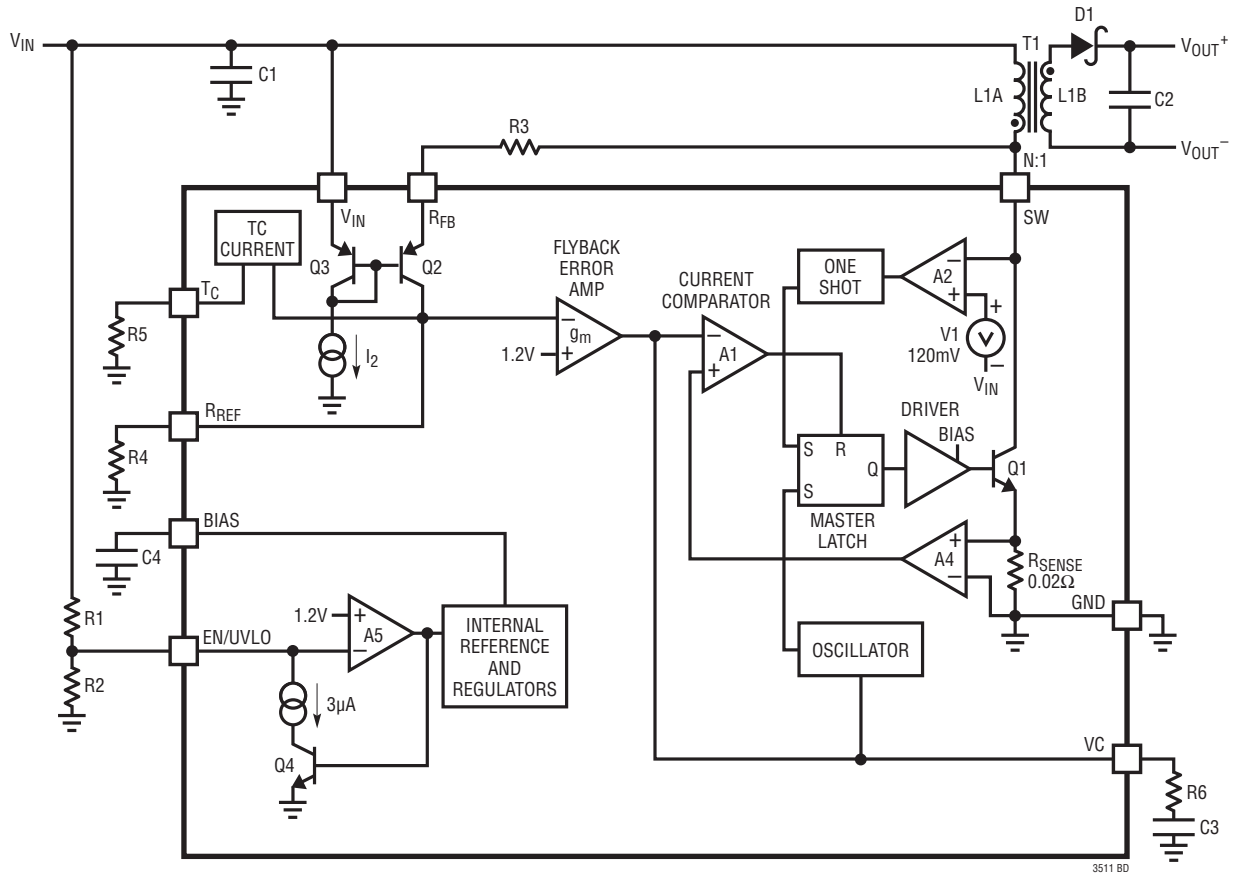 D1
VIN
T1
VOUT+
C1
L1A
L1B
C2
R3
VOUT−
N:1
VIN
RFB
SW
TC
CURRENT
Q3
Q2
FLYBACK
ERROR
AMP
ONE
SHOT
A2
−
+
CURRENT
COMPARATOR
TC
R5
I2
−
gm
1.2V
+
−
A1
+
V1
120mV
+
−
VIN
RREF
R4
DRIVER
BIAS
S
R
Q
S
Q1
MASTER
LATCH
BIAS
C4
A4
+
−
RSENSE
0.02Ω
GND
R1
1.2V
+
A5
−
EN/UVLO
INTERNAL
REFERENCE
AND
REGULATORS
OSCILLATOR
R2
3µA
VC
Q4
R6
C3
3511 BD